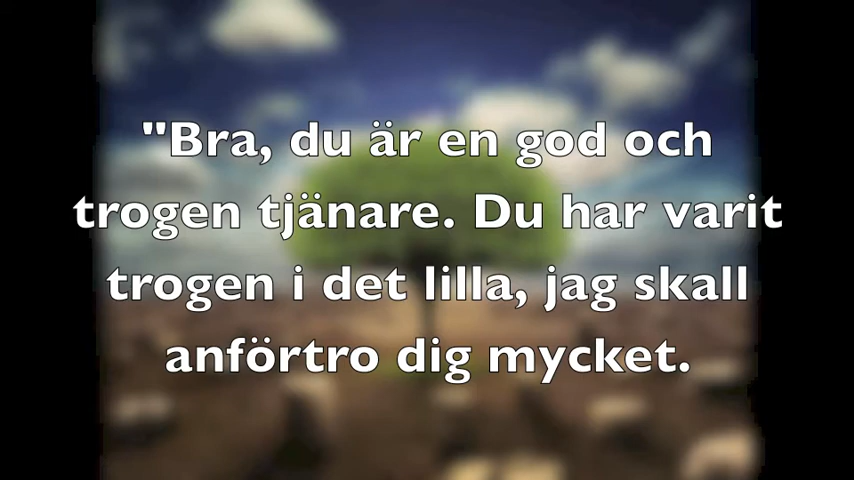 "Bra, du är en god och
trogen tjänare. Du har varit
trogen i det lilla, jag skall
anförtro dig mycket.